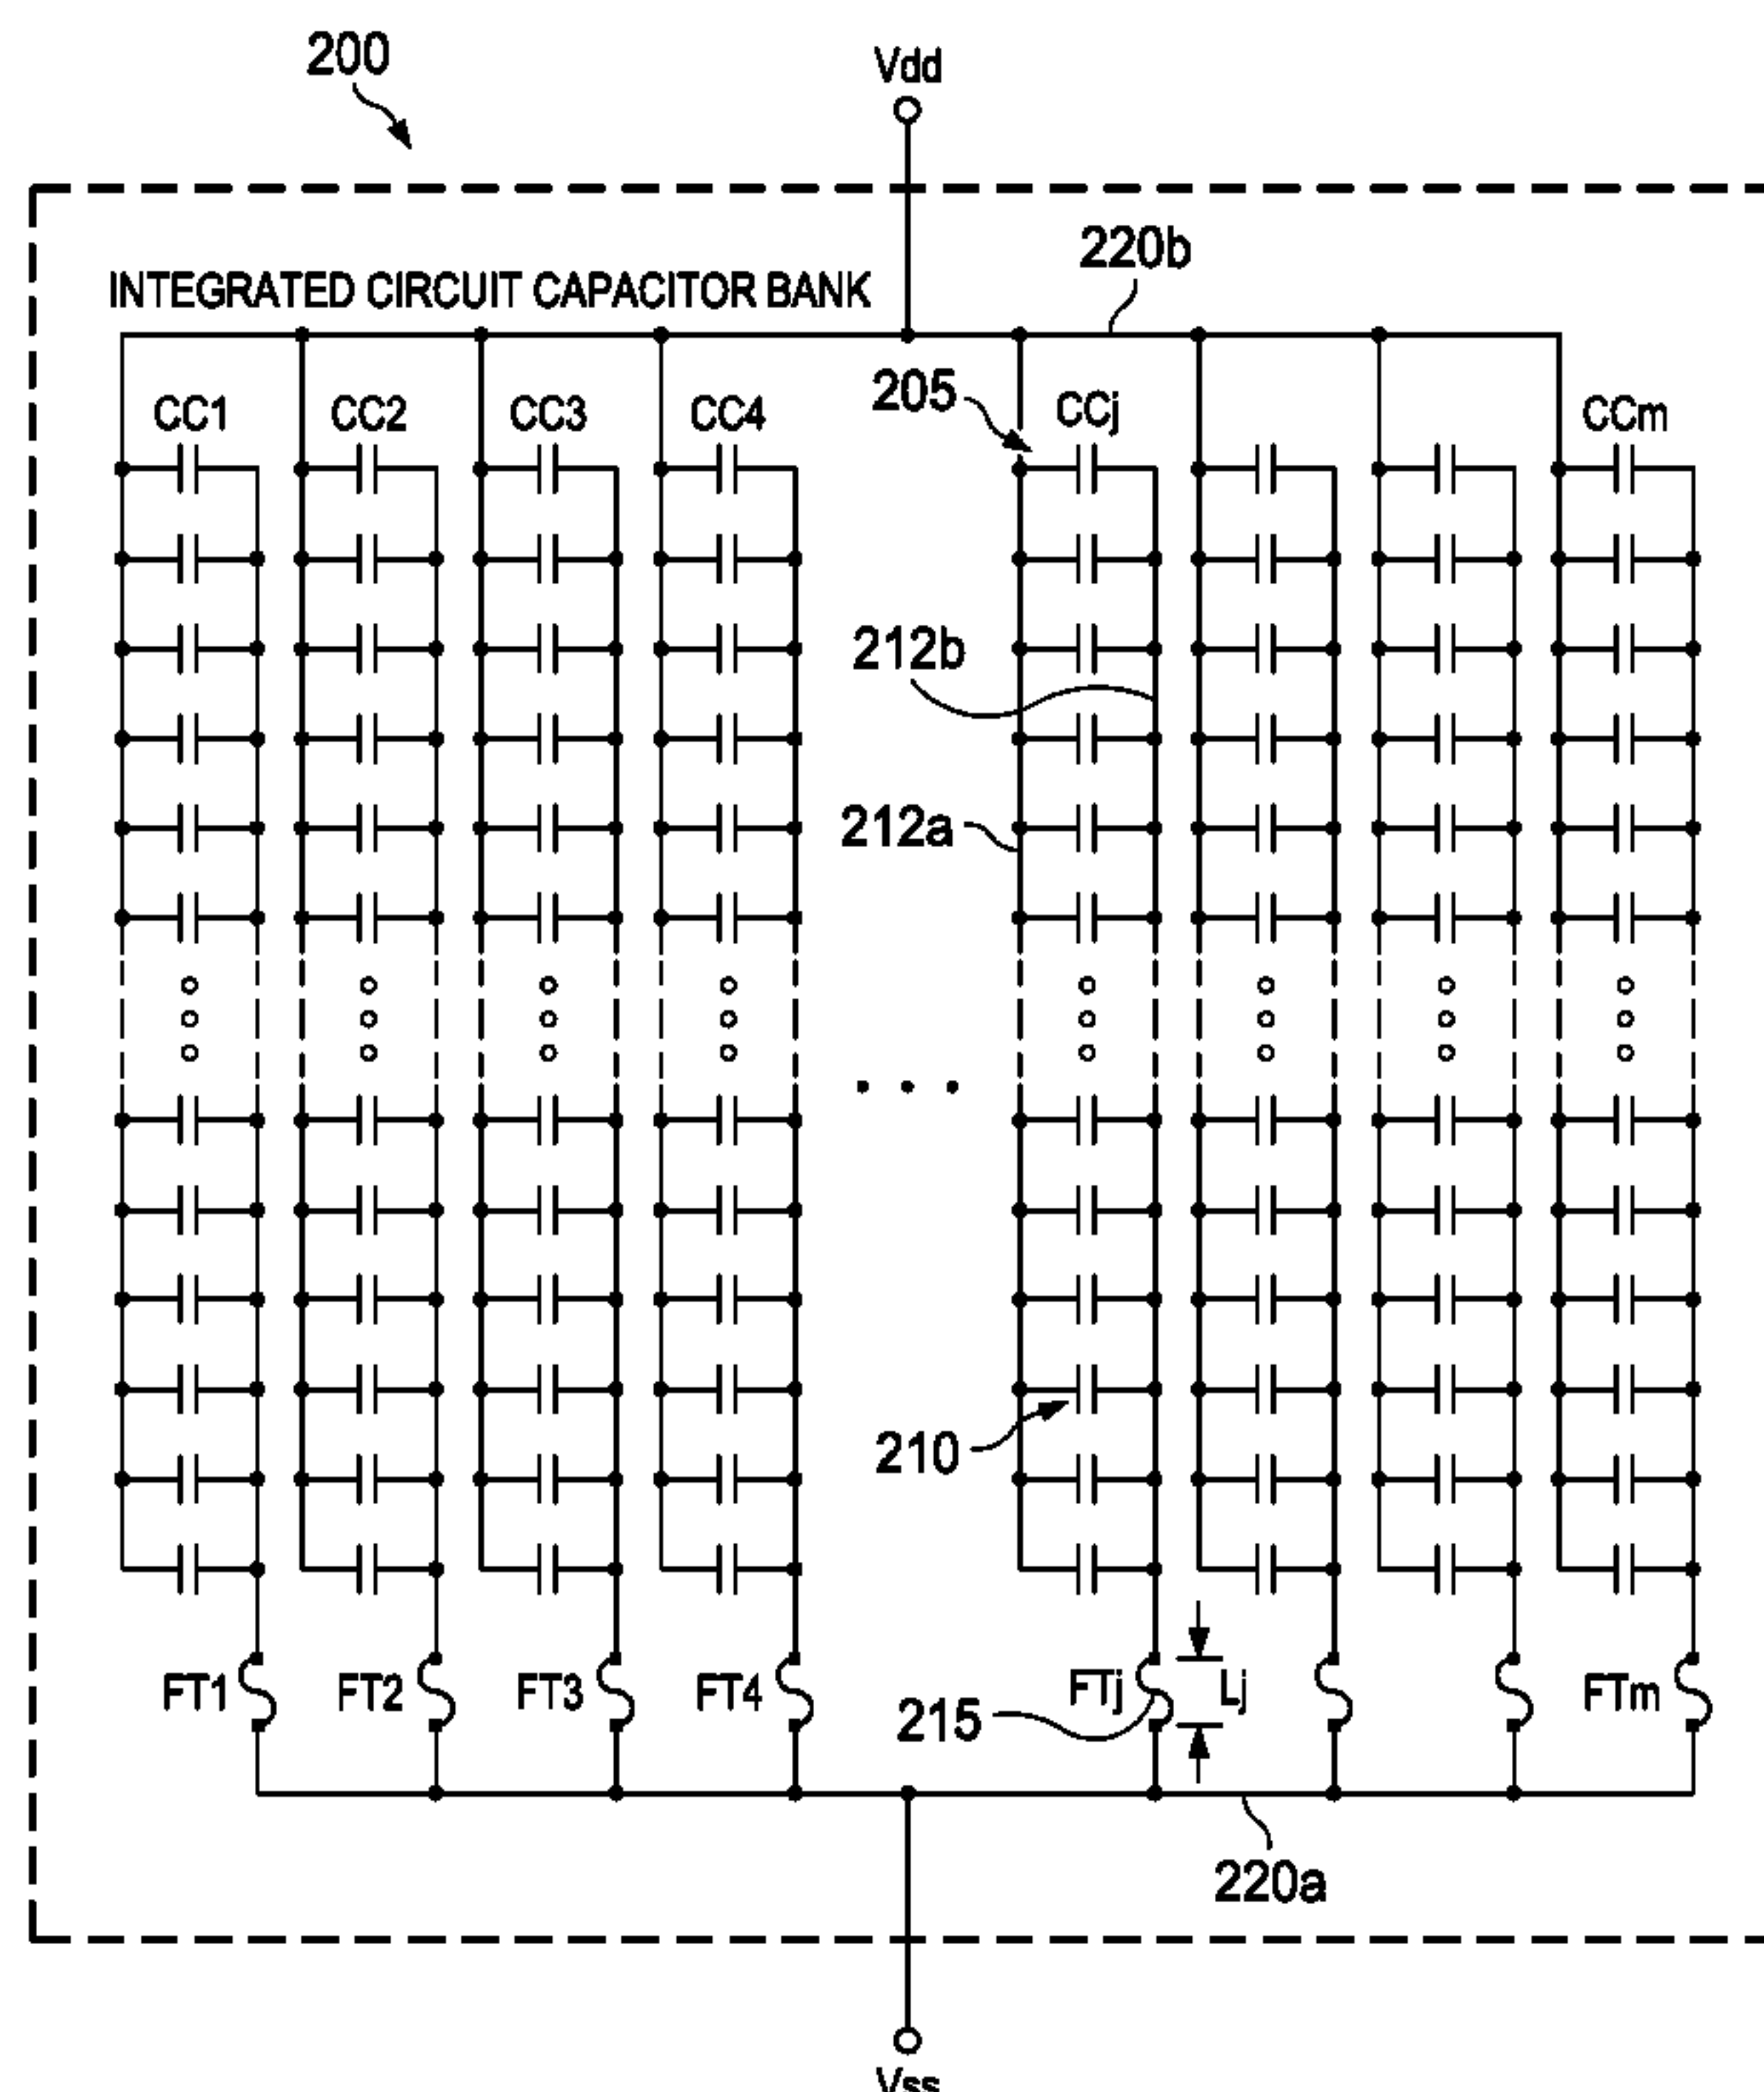 200
Vdd
220b
INTEGRATED CIRCUIT CAPACITOR BANK
205
CC1 CC2 CC3 CC4 CCj CCm
212b
212a
210
FT1 FT2 FT3 FT4 FTj Lj FTm
215
220a
Vss